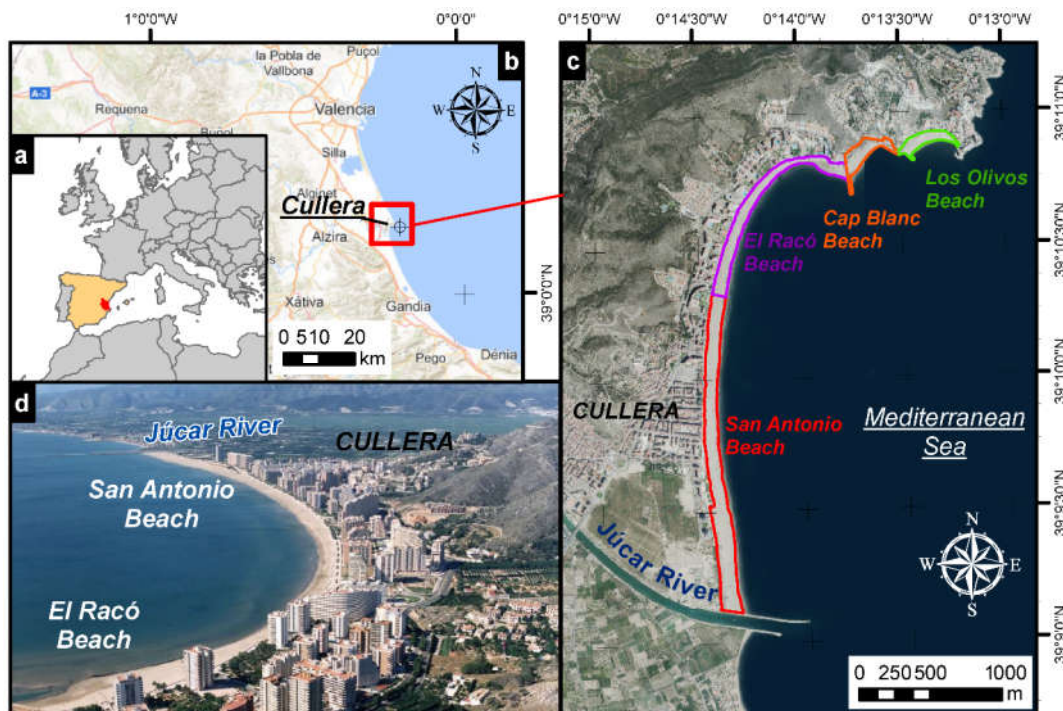 1°0'0"W
0°0'0"
0°15'0"W
0°14'30"W
0°14'0"W
0°13'30"W
0°13'0"W
a
b
la Pobla de
Vallbona
Puçol
A-3
Requena
Valencia
N
W
E
S
Silla
Alginet
Cullera
Alzira
Xátiva
Gandia
Pego
Dénia
0 510 20
km
39°0'0"N
c
Los Olivos
Beach
Cap Blanc
Beach
El Racó
Beach
San Antonio
Beach
CULLERA
Mediterranean
Sea
Júcar River
N
W
E
S
0 250 500 1000
m
39°11'0"N
39°10'30"N
39°10'0"N
39°9'30"N
39°9'0"N
d
Júcar River
CULLERA
San Antonio
Beach
El Racó
Beach